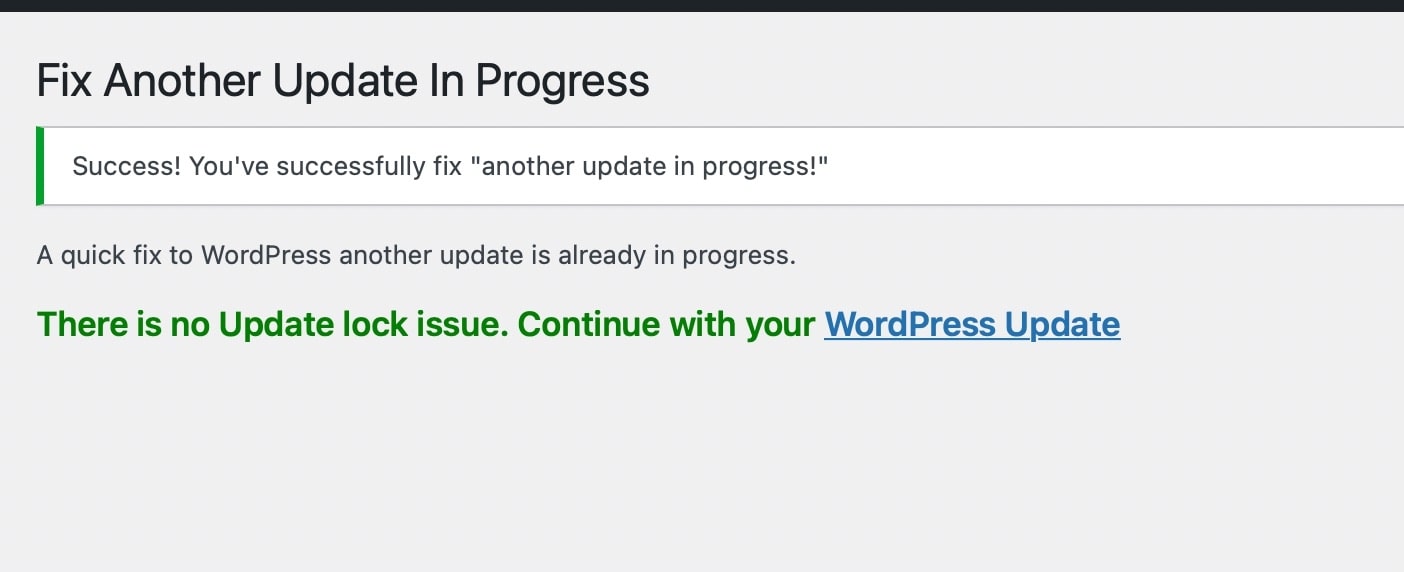 Fix Another Update In Progress
Success! You've successfully fix "another update in progress!"
A quick fix to WordPress another update is already in progress.
There is no Update lock issue. Continue with your WordPress Update